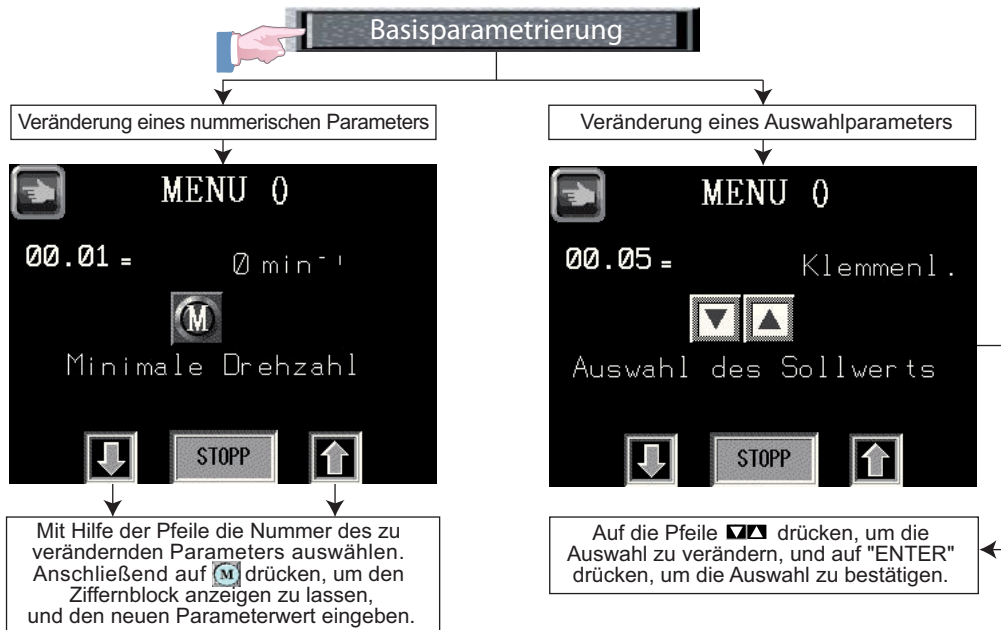 Basisparametrierung
Veränderung eines nummerischen Parameters
MENU 0
00.01 =
0 min⁻¹
M
Minimale Drehzahl
STOPP
Mit Hilfe der Pfeile die Nummer des zu
verändernden Parameters auswählen.
Anschließend auf M drücken, um den
Ziffernblock anzeigen zu lassen,
und den neuen Parameterwert eingeben.
Veränderung eines Auswahlparameters
MENU 0
00.05 =
Klemmenl.
▼ ▲
Auswahl des Sollwerts
STOPP
Auf die Pfeile ▼▲ drücken, um die
Auswahl zu verändern, und auf "ENTER"
drücken, um die Auswahl zu bestätigen.